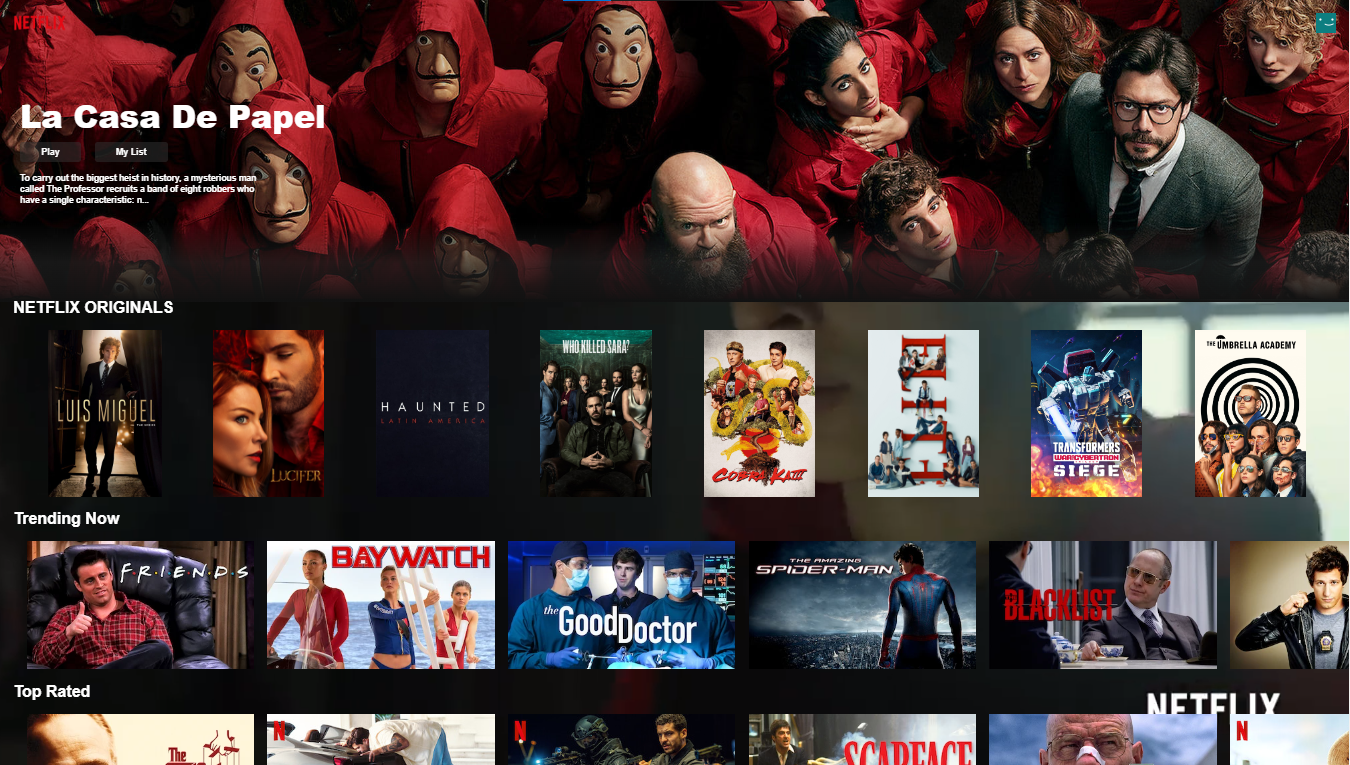 NETFLIX
La Casa De Papel
Play
My List
To carry out the biggest heist in history, a mysterious man
called The Professor recruits a band of eight robbers who
have a single characteristic: n...
NETFLIX ORIGINALS
LUIS MIGUEL
LUCIFER
HAUNTED
LATIN AMERICA
WHO KILLED SARA?
COBRA KAI
ELITE
TRANSFORMERS
WAR FOR CYBERTRON
SIEGE
THE UMBRELLA ACADEMY
Trending Now
F·R·I·E·N·D·S
BAYWATCH
the Good Doctor
THE AMAZING
SPIDER-MAN
BLACKLIST
Top Rated
NETFLIX
The
N
N
SCARFACE
N